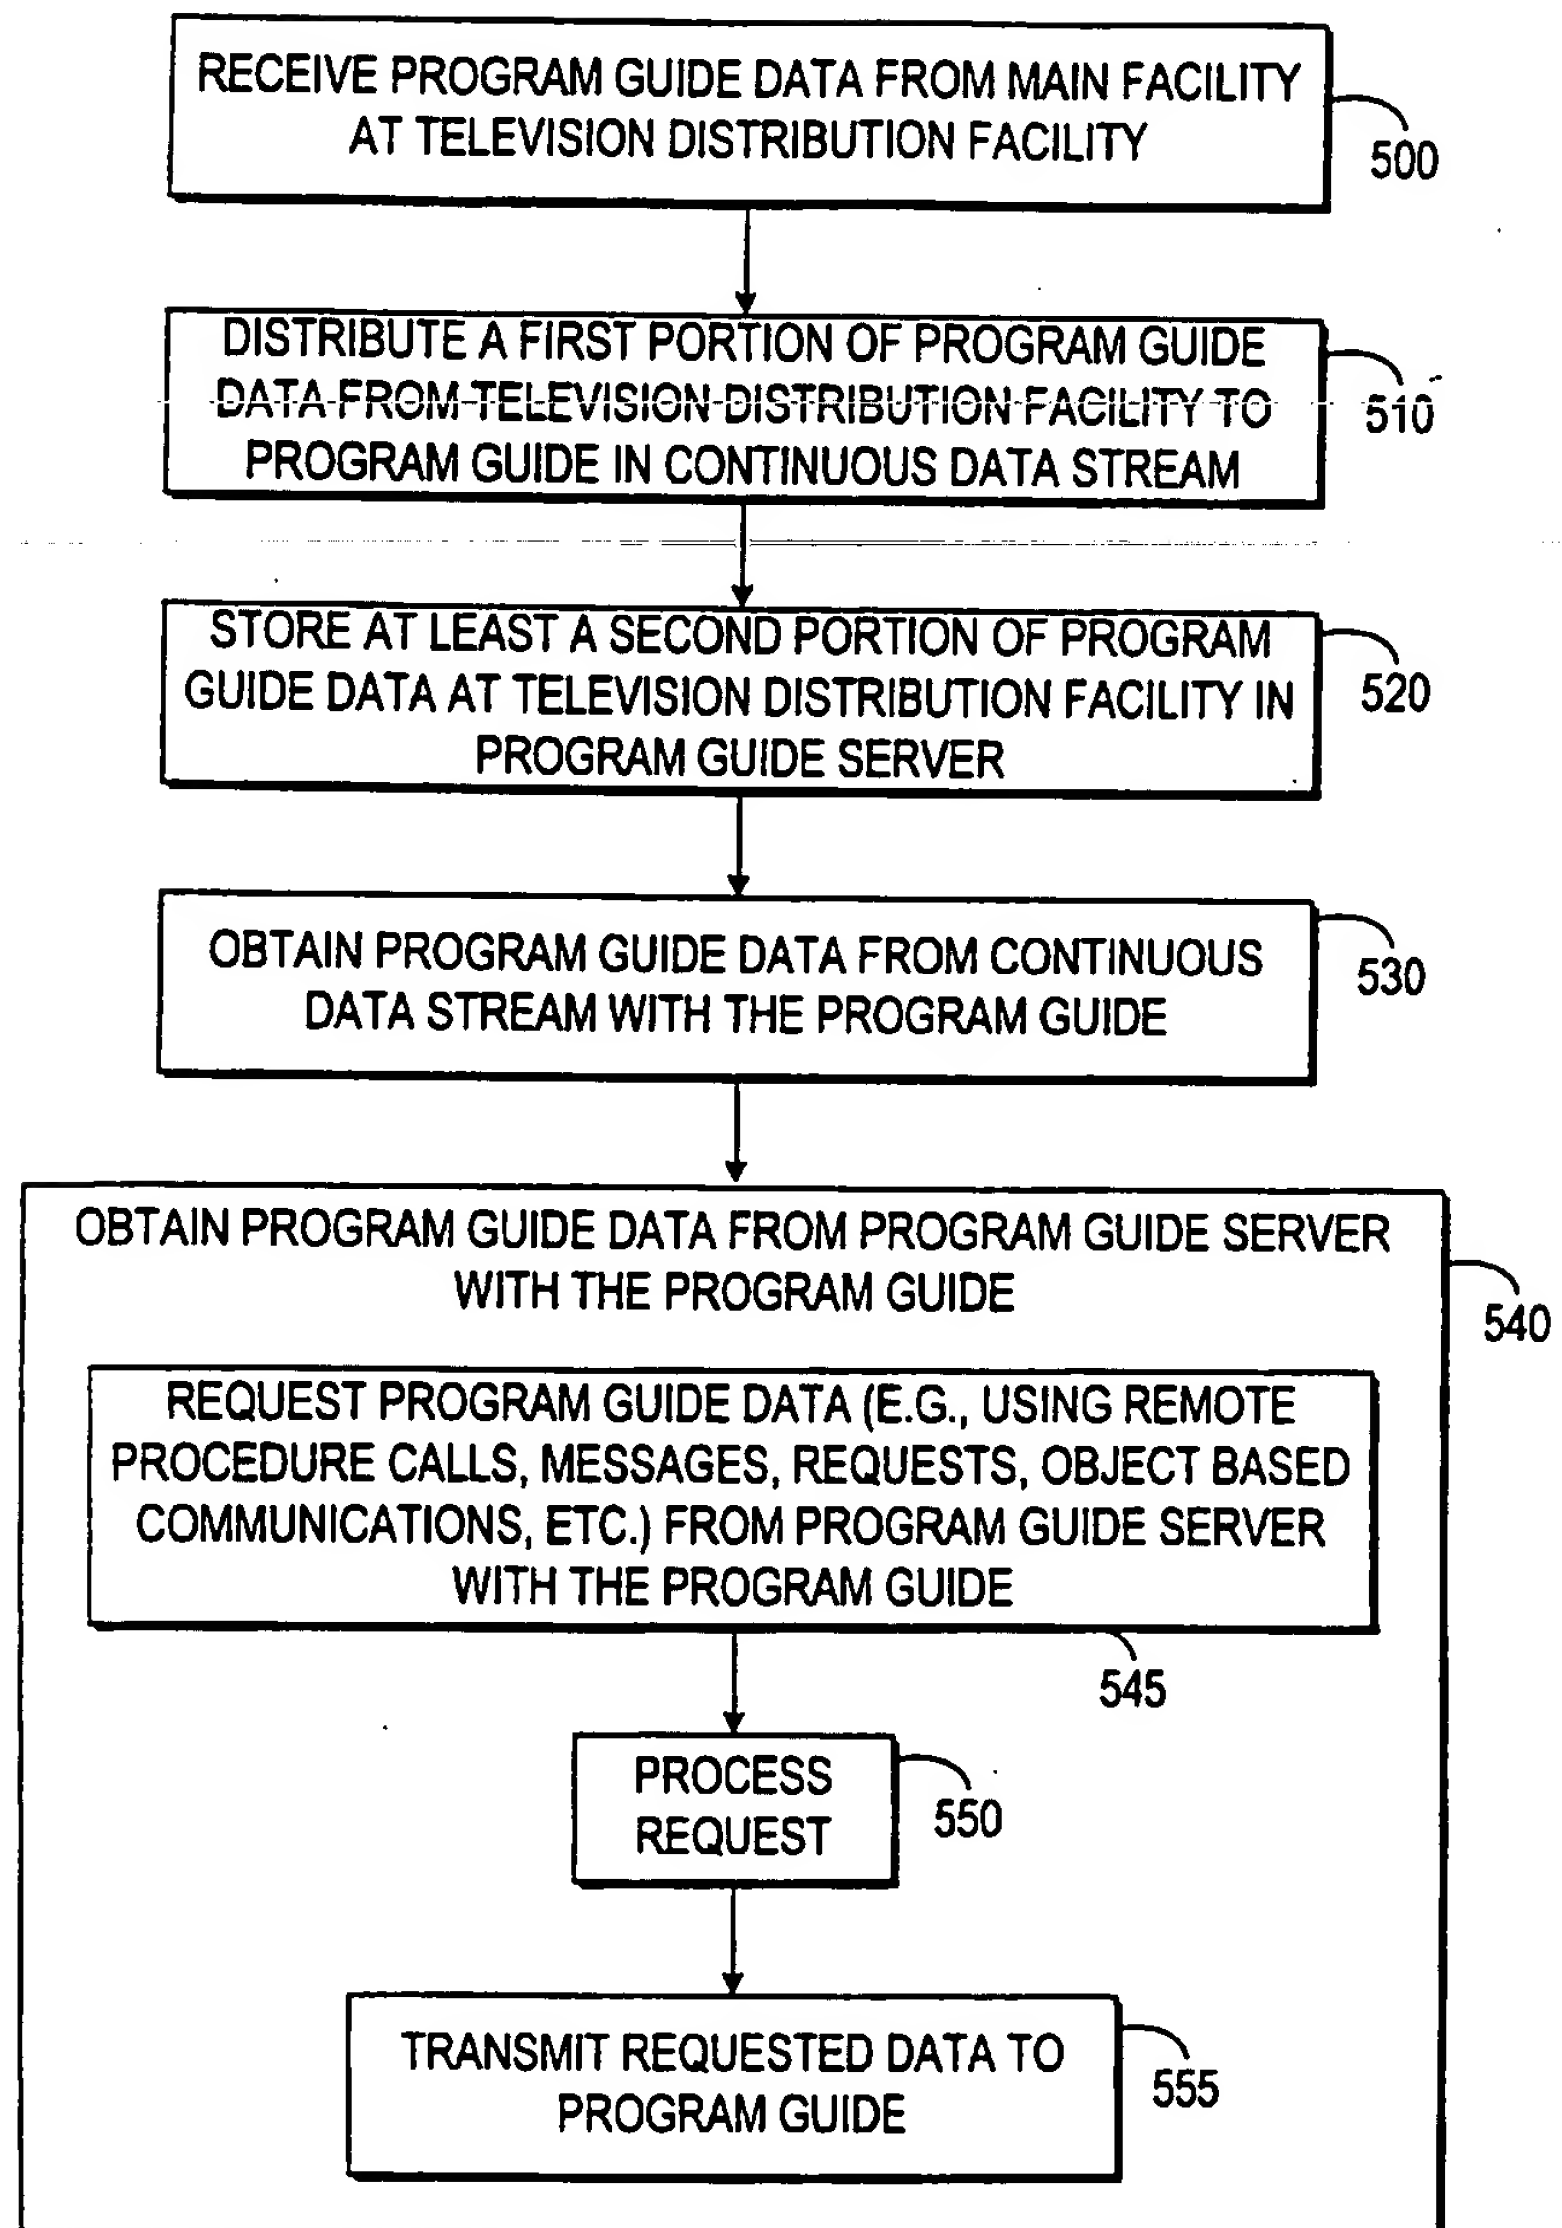 RECEIVE PROGRAM GUIDE DATA FROM MAIN FACILITY
AT TELEVISION DISTRIBUTION FACILITY
500
DISTRIBUTE A FIRST PORTION OF PROGRAM GUIDE
DATA FROM TELEVISION DISTRIBUTION FACILITY TO
PROGRAM GUIDE IN CONTINUOUS DATA STREAM
510
STORE AT LEAST A SECOND PORTION OF PROGRAM
GUIDE DATA AT TELEVISION DISTRIBUTION FACILITY IN
PROGRAM GUIDE SERVER
520
OBTAIN PROGRAM GUIDE DATA FROM CONTINUOUS
DATA STREAM WITH THE PROGRAM GUIDE
530
OBTAIN PROGRAM GUIDE DATA FROM PROGRAM GUIDE SERVER
WITH THE PROGRAM GUIDE
540
REQUEST PROGRAM GUIDE DATA (E.G., USING REMOTE
PROCEDURE CALLS, MESSAGES, REQUESTS, OBJECT BASED
COMMUNICATIONS, ETC.) FROM PROGRAM GUIDE SERVER
WITH THE PROGRAM GUIDE
545
PROCESS
REQUEST
550
TRANSMIT REQUESTED DATA TO
PROGRAM GUIDE
555